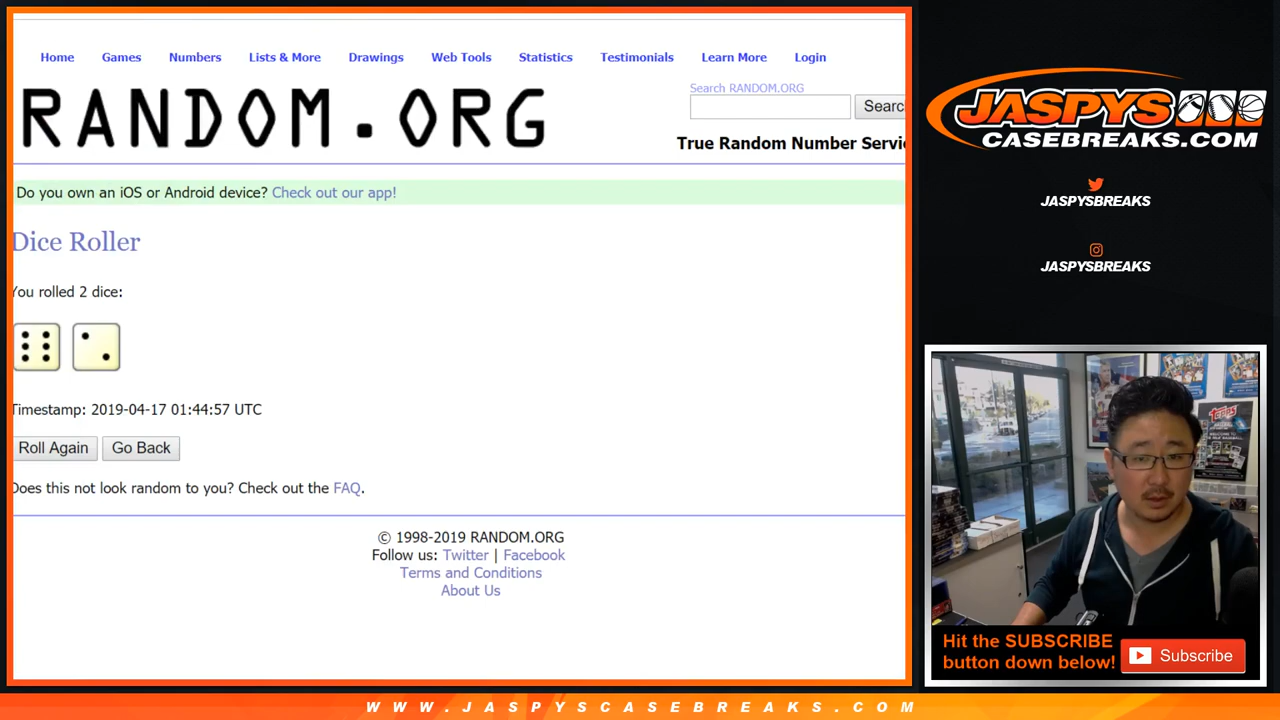 Home Games Numbers Lists & More Drawings Web Tools Statistics Testimonials Learn More Login
RANDOM.ORG
Search RANDOM.ORG
Searc
True Random Number Servi
Do you own an iOS or Android device? Check out our app!
Dice Roller
You rolled 2 dice:
Timestamp: 2019-04-17 01:44:57 UTC
Roll Again Go Back
Does this not look random to you? Check out the FAQ.
© 1998-2019 RANDOM.ORG
Follow us: Twitter | Facebook
Terms and Conditions
About Us
JASPYS
CASEBREAKS.COM
JASPYSBREAKS
JASPYSBREAKS
Topps
Hit the SUBSCRIBE
button down below!
Subscribe
WWW.JASPYSCASEBREAKS.COM